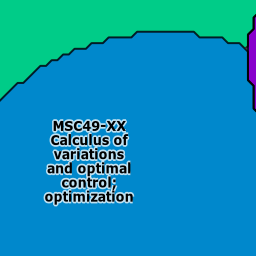 MSC49-XX
Calculus of
variations
and optimal
control;
optimization